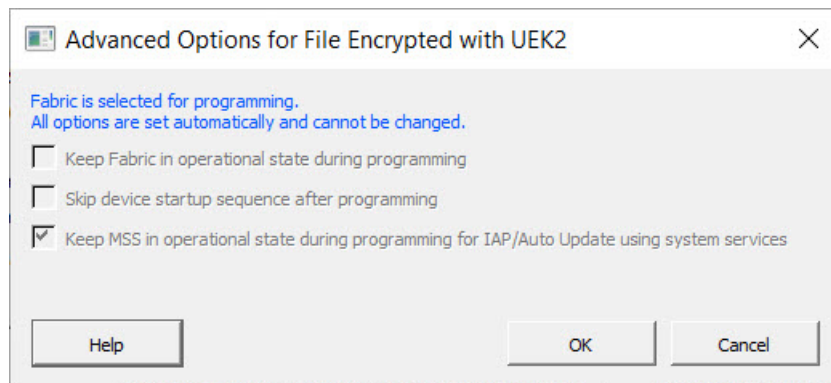 Advanced Options for File Encrypted with UEK2
Fabric is selected for programming.
All options are set automatically and cannot be changed.
Keep Fabric in operational state during programming
Skip device startup sequence after programming
Keep MSS in operational state during programming for IAP/Auto Update using system services
Help
OK
Cancel